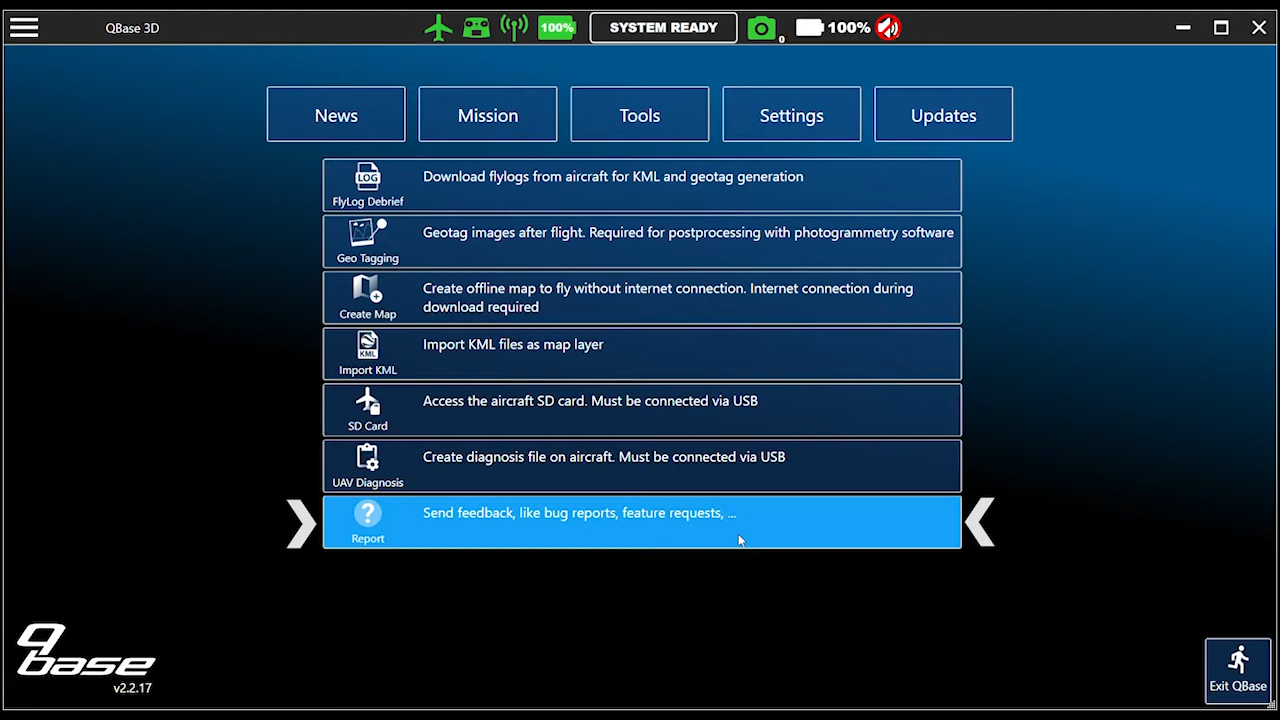 QBase 3D
100%
SYSTEM READY
0
100%
News
Mission
Tools
Settings
Updates
LOG
FlyLog Debrief
Download flylogs from aircraft for KML and geotag generation
Geo Tagging
Geotag images after flight. Required for postprocessing with photogrammetry software
Create Map
Create offline map to fly without internet connection. Internet connection during
download required
KML
Import KML
Import KML files as map layer
SD Card
Access the aircraft SD card. Must be connected via USB
UAV Diagnosis
Create diagnosis file on aircraft. Must be connected via USB
?
Report
Send feedback, like bug reports, feature requests, ...
qbase
v2.2.17
Exit QBase